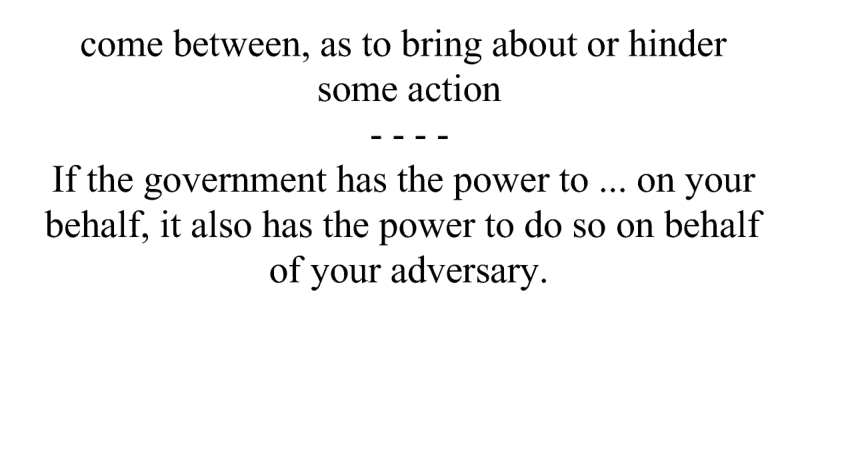 come between, as to bring about or hinder
some action
- - - -
If the government has the power to ... on your
behalf, it also has the power to do so on behalf
of your adversary.